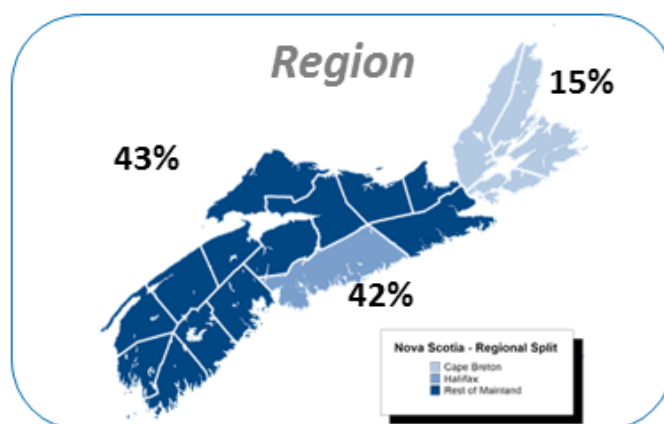 Region
15%
43%
42%
Nova Scotia - Regional Split
Cape Breton
Halifax
Rest of Mainland